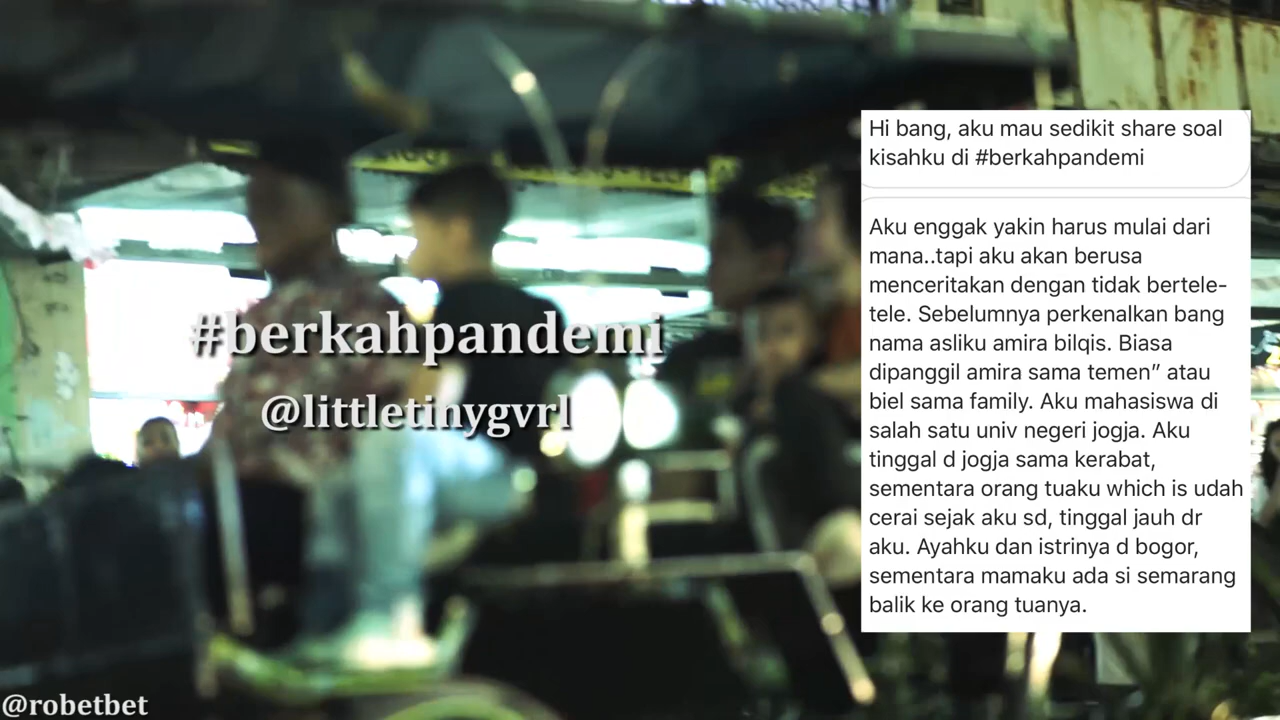 #berkahpandemi
@littletinygvrl
Hi bang, aku mau sedikit share soal
kisahku di #berkahpandemi
Aku enggak yakin harus mulai dari
mana..tapi aku akan berusa
menceritakan dengan tidak bertele-
tele. Sebelumnya perkenalkan bang
nama asliku amira bilqis. Biasa
dipanggil amira sama temen” atau
biel sama family. Aku mahasiswa di
salah satu univ negeri jogja. Aku
tinggal d jogja sama kerabat,
sementara orang tuaku which is udah
cerai sejak aku sd, tinggal jauh dr
aku. Ayahku dan istrinya d bogor,
sementara mamaku ada si semarang
balik ke orang tuanya.
@robetbet